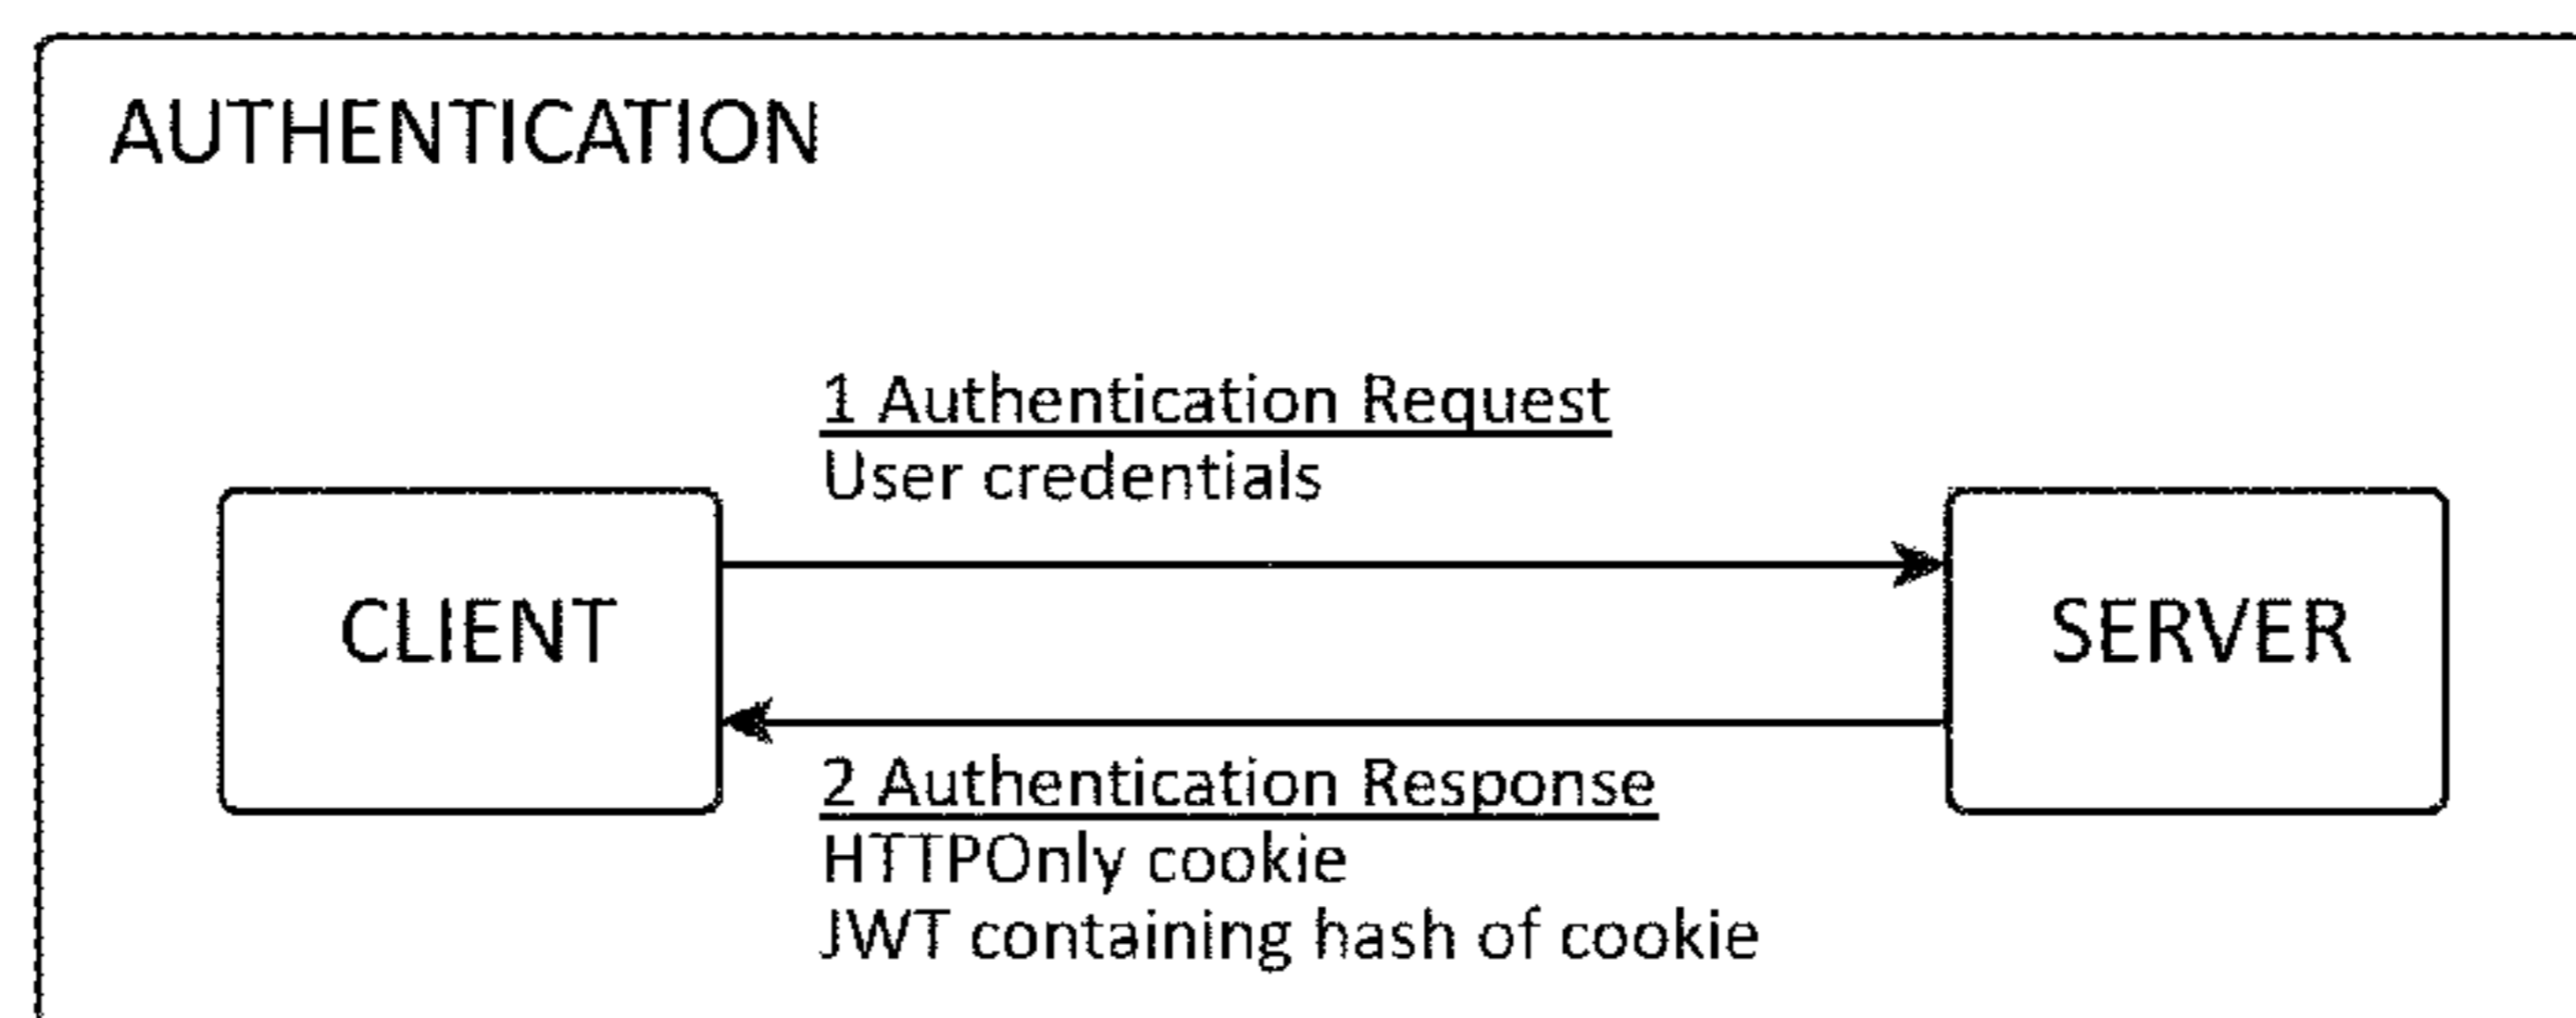 AUTHENTICATION
1 Authentication Request
User credentials
CLIENT
SERVER
2 Authentication Response
HTTPOnly cookie
JWT containing hash of cookie